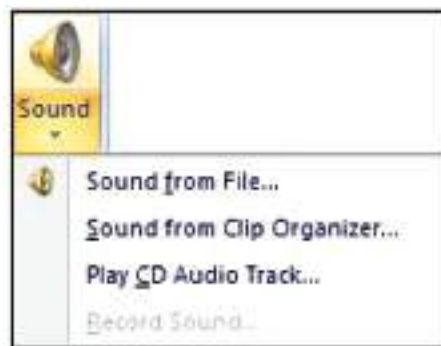 Sound
Sound from File...
Sound from Clip Organizer...
Play CD Audio Track...
Record Sound...